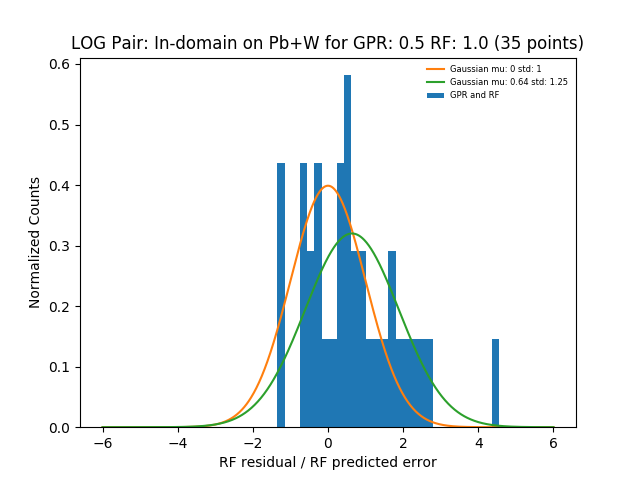 LOG Pair: In-domain on Pb+W for GPR: 0.5 RF: 1.0 (35 points)
Gaussian mu: 0 std: 1
Gaussian mu: 0.64 std: 1.25
GPR and RF
Normalized Counts
0.6
0.5
0.4
0.3
0.2
0.1
0.0
−6 −4 −2 0 2 4 6
RF residual / RF predicted error